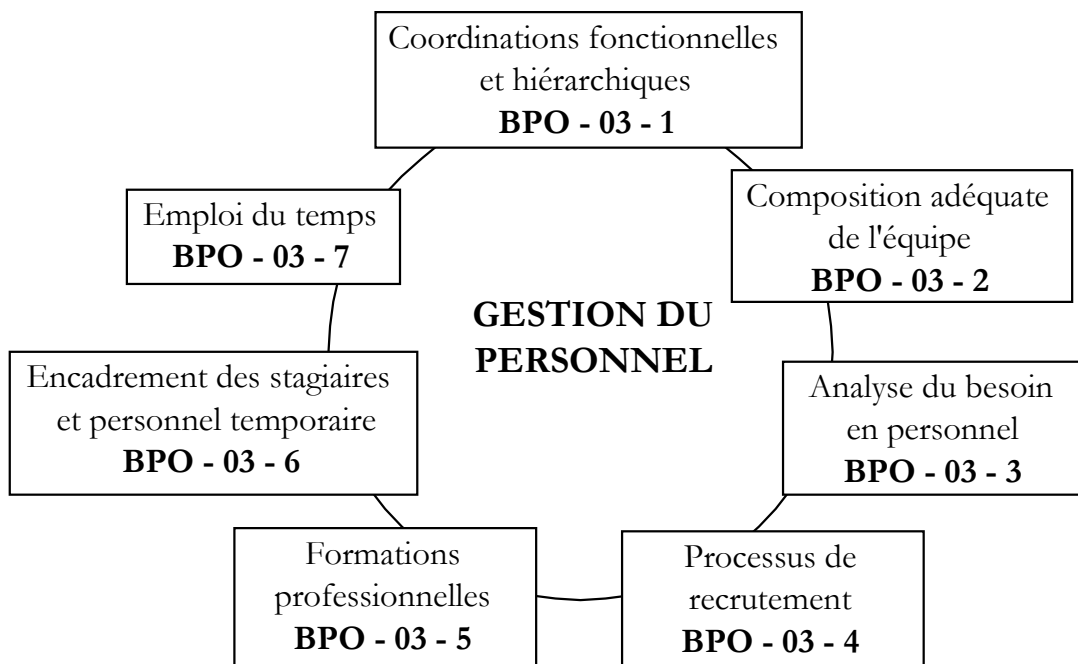 Coordinations fonctionnelles
et hiérarchiques
BPO - 03 - 1
Composition adéquate
de l'équipe
BPO - 03 - 2
Analyse du besoin
en personnel
BPO - 03 - 3
Processus de
recrutement
BPO - 03 - 4
Formations
professionnelles
BPO - 03 - 5
Encadrement des stagiaires
et personnel temporaire
BPO - 03 - 6
Emploi du temps
BPO - 03 - 7
GESTION DU
PERSONNEL